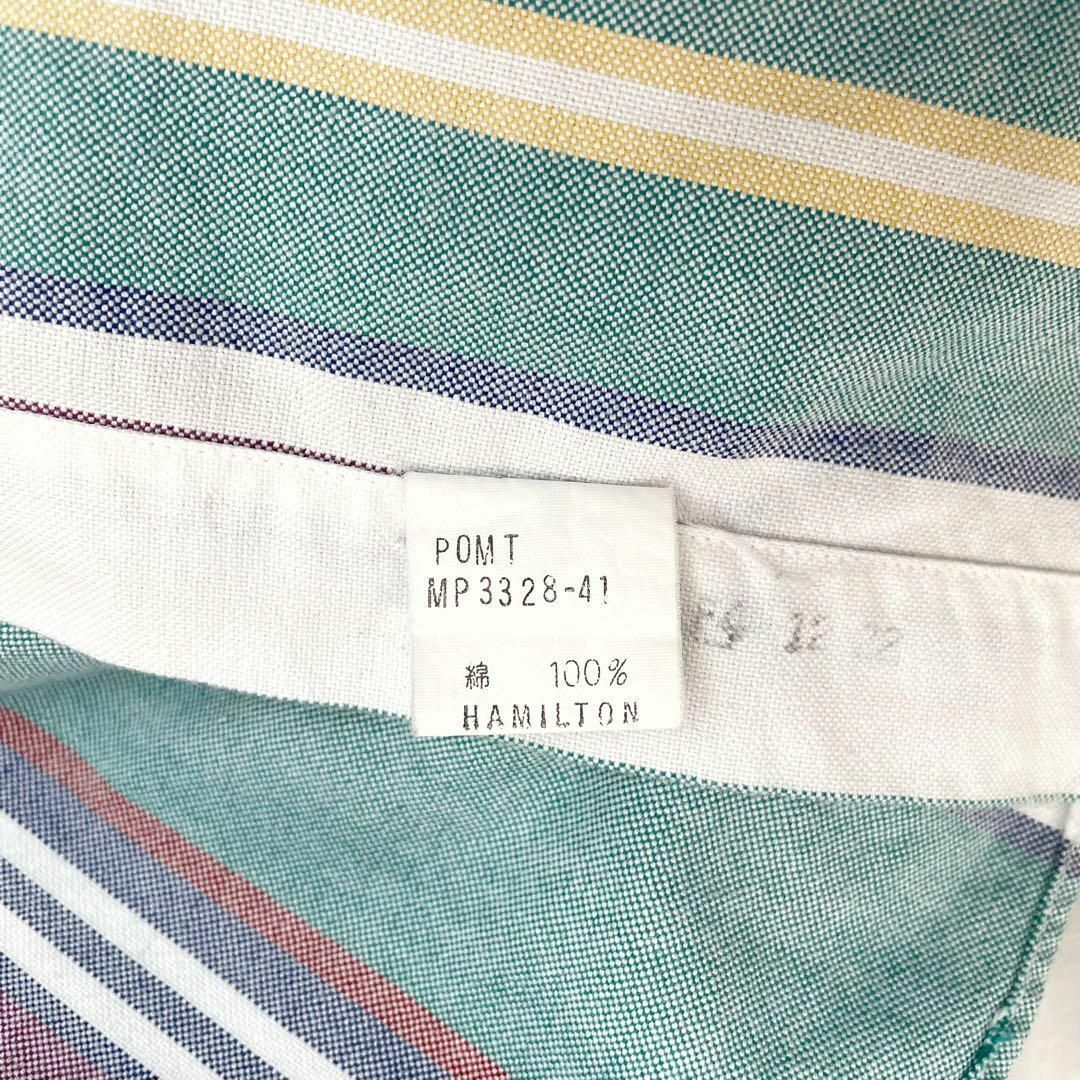 POMT
MP3328-41
綿 100%
HAMILTON